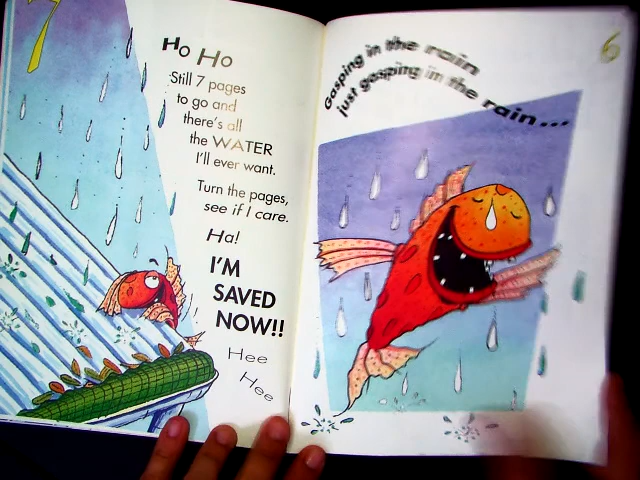 7
Ho Ho
Still 7 pages
to go and
there's all
the WATER
I'll ever want.
Turn the pages,
see if I care.
Ha!
I'M
SAVED
NOW!!
Hee
Hee
6
Gasping in the rain
just gasping in the rain...